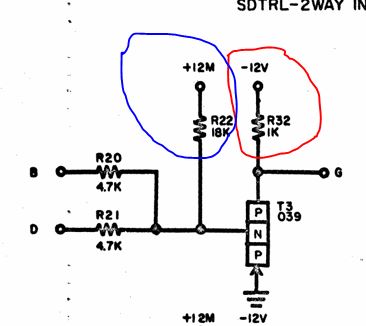 SDTRL-2WAY IN
+12M
-12V
R22
18K
R32
1K
R20
B
4.7K
G
T3
039
P
N
P
R21
D
4.7K
+12M
-12V